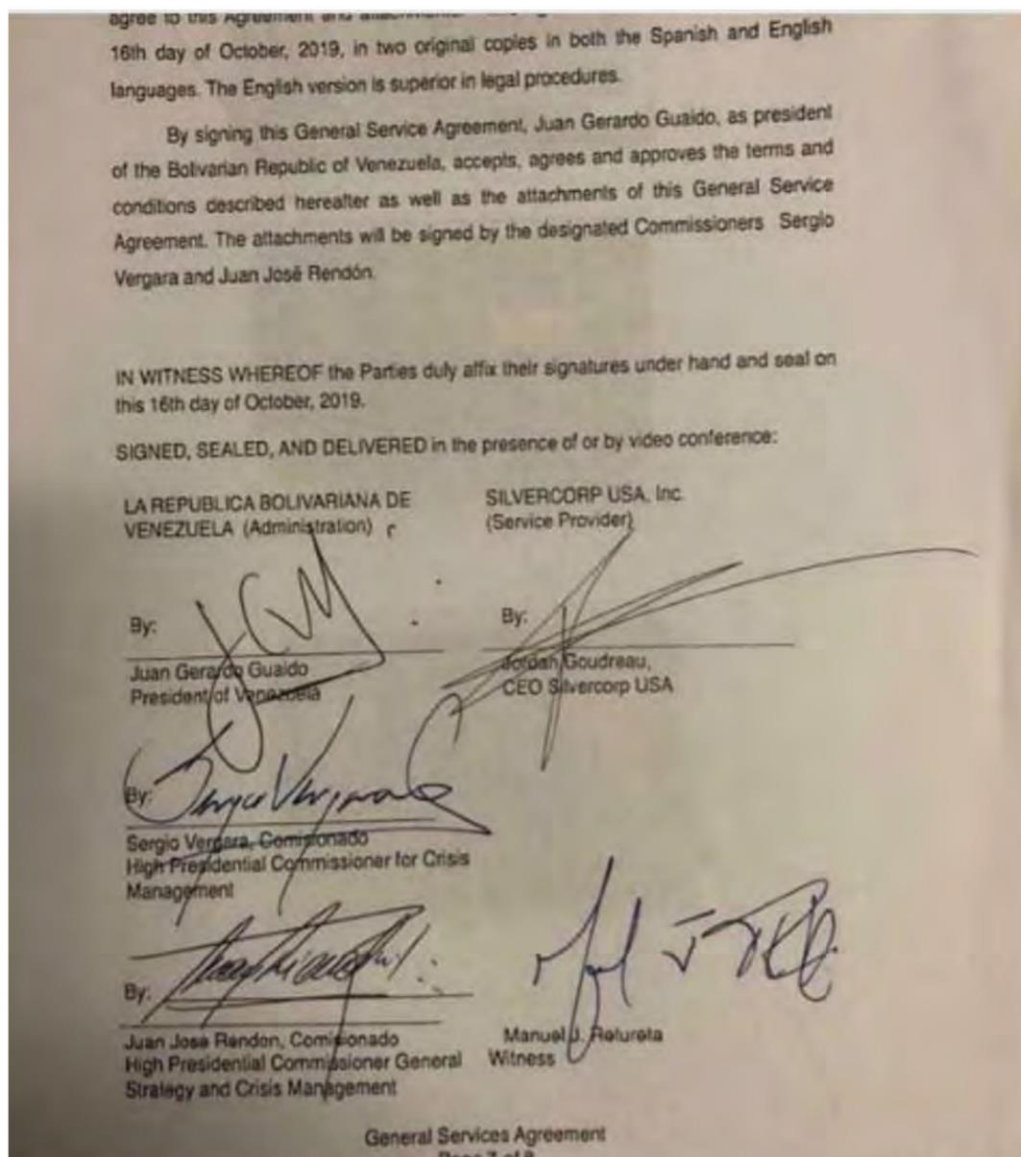 agree to this Agreement and
16th day of October, 2019, in two original copies in both the Spanish and English
languages. The English version is superior in legal procedures.
By signing this General Service Agreement, Juan Gerardo Guaido, as president
of the Bolivarian Republic of Venezuela, accepts, agrees and approves the terms and
conditions described hereafter as well as the attachments of this General Service
Agreement. The attachments will be signed by the designated Commissioners Sergio
Vergara and Juan José Rendón.
IN WITNESS WHEREOF the Parties duly affix their signatures under hand and seal on
this 16th day of October, 2019.
SIGNED, SEALED, AND DELIVERED in the presence of or by video conference:
LA REPUBLICA BOLIVARIANA DE
VENEZUELA (Administration)
SILVERCORP USA, Inc.
(Service Provider)
By:
Juan Gerardo Guaido
President of Venezuela
By:
Jordan Goudreau,
CEO Silvercorp USA
By:
Sergio Vergara, Comisionado
High Presidential Commissioner for Crisis
Management
By:
Juan Jose Rendon, Comisionado
High Presidential Commissioner General
Strategy and Crisis Management
Manuel J. Retureta
Witness
General Services Agreement
Page 7 of